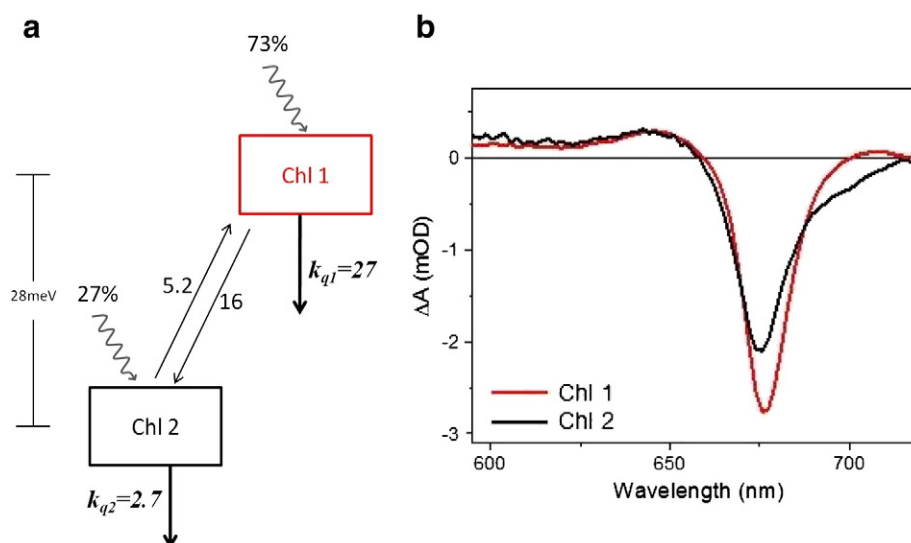 a
73%
Chl 1
k_q1=27
28meV
5.2
16
27%
Chl 2
k_q2=2.7
b
0
-1
-2
-3
ΔA (mOD)
Chl 1
Chl 2
600
650
700
Wavelength (nm)